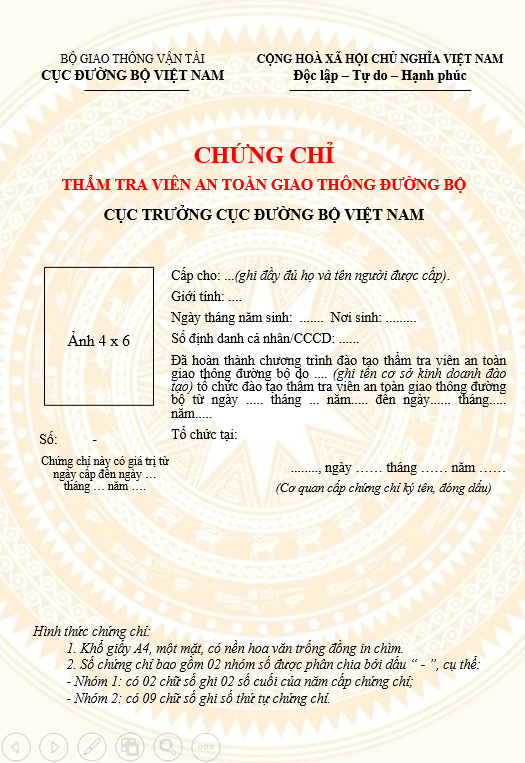 BỘ GIAO THÔNG VẬN TẢI
CỤC ĐƯỜNG BỘ VIỆT NAM
CỘNG HOÀ XÃ HỘI CHỦ NGHĨA VIỆT NAM
Độc lập – Tự do – Hạnh phúc
CHỨNG CHỈ
THẨM TRA VIÊN AN TOÀN GIAO THÔNG ĐƯỜNG BỘ
CỤC TRƯỞNG CỤC ĐƯỜNG BỘ VIỆT NAM
Ảnh 4 x 6
Số: -
Chứng chỉ này có giá trị từ
ngày cấp đến ngày …
tháng … năm ….
Cấp cho: ...(ghi đầy đủ họ và tên người được cấp).
Giới tính: ....
Ngày tháng năm sinh: ....... Nơi sinh: .........
Số định danh cá nhân/CCCD: ......
Đã hoàn thành chương trình đào tạo thẩm tra viên an toàn
giao thông đường bộ do .... (ghi tên cơ sở kinh doanh đào
tạo) tổ chức đào tạo thẩm tra viên an toàn giao thông đường
bộ từ ngày ..... tháng ... năm..... đến ngày...... tháng.....
năm.....
Tổ chức tại:
........, ngày …… tháng …… năm ……
(Cơ quan cấp chứng chỉ ký tên, đóng dấu)
Hình thức chứng chỉ:
1. Khổ giấy A4, một mặt, có nền hoa văn trống đồng in chìm.
2. Số chứng chỉ bao gồm 02 nhóm số được phân chia bởi dấu “ - ”, cụ thể:
- Nhóm 1: có 02 chữ số ghi 02 số cuối của năm cấp chứng chỉ;
- Nhóm 2: có 09 chữ số ghi số thứ tự chứng chỉ.